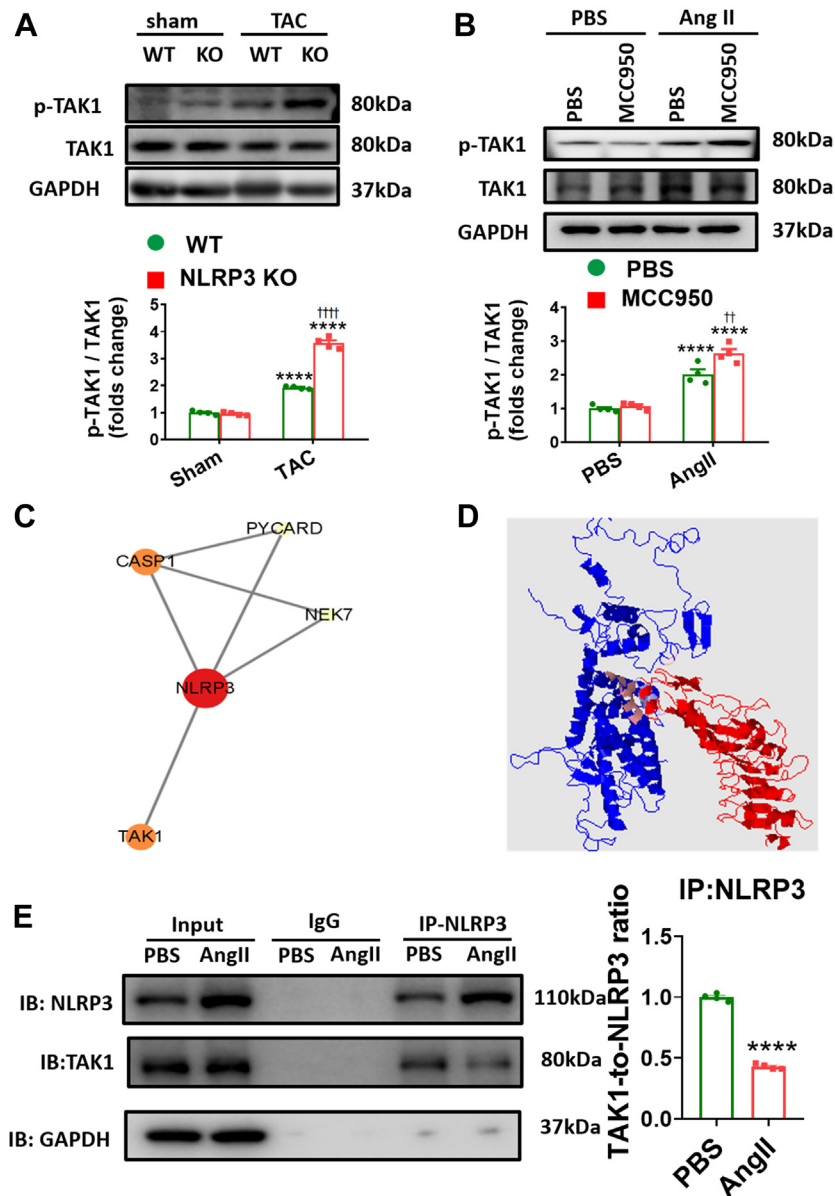 A
sham TAC
WT KO WT KO
p-TAK1 80kDa
TAK1 80kDa
GAPDH 37kDa
WT
NLRP3 KO
p-TAK1 / TAK1
(folds change)
5
4
3
2
1
0
****
††††
****
Sham TAC
B
PBS Ang II
PBS MCC950 PBS MCC950
p-TAK1 80kDa
TAK1 80kDa
GAPDH 37kDa
PBS
MCC950
p-TAK1 / TAK1
(folds change)
4
3
2
1
0
****
††
****
PBS AngII
C
PYCARD
CASP1
NEK7
NLRP3
TAK1
D
E
Input IgG IP-NLRP3
PBS AngII PBS AngII PBS AngII
IB: NLRP3 110kDa
IB:TAK1 80kDa
IB: GAPDH 37kDa
IP:NLRP3
TAK1-to-NLRP3 ratio
1.5
1.0
0.5
0.0
****
PBS AngII